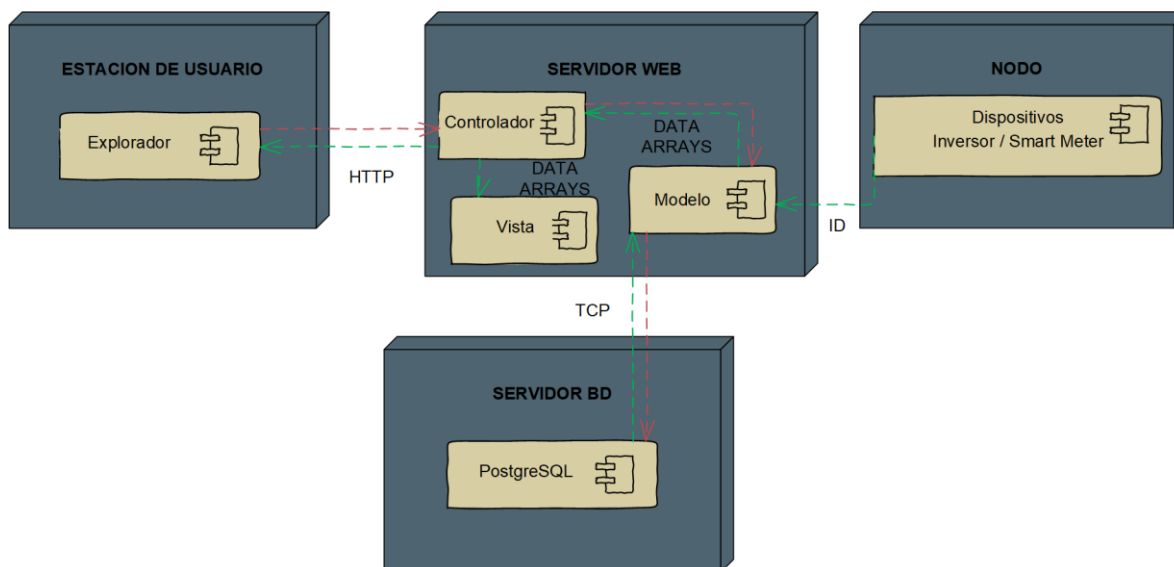 ESTACION DE USUARIO
Explorador
HTTP
SERVIDOR WEB
Controlador
DATA
ARRAYS
DATA
ARRAYS
Vista
Modelo
NODO
Dispositivos
Inversor / Smart Meter
ID
TCP
SERVIDOR BD
PostgreSQL